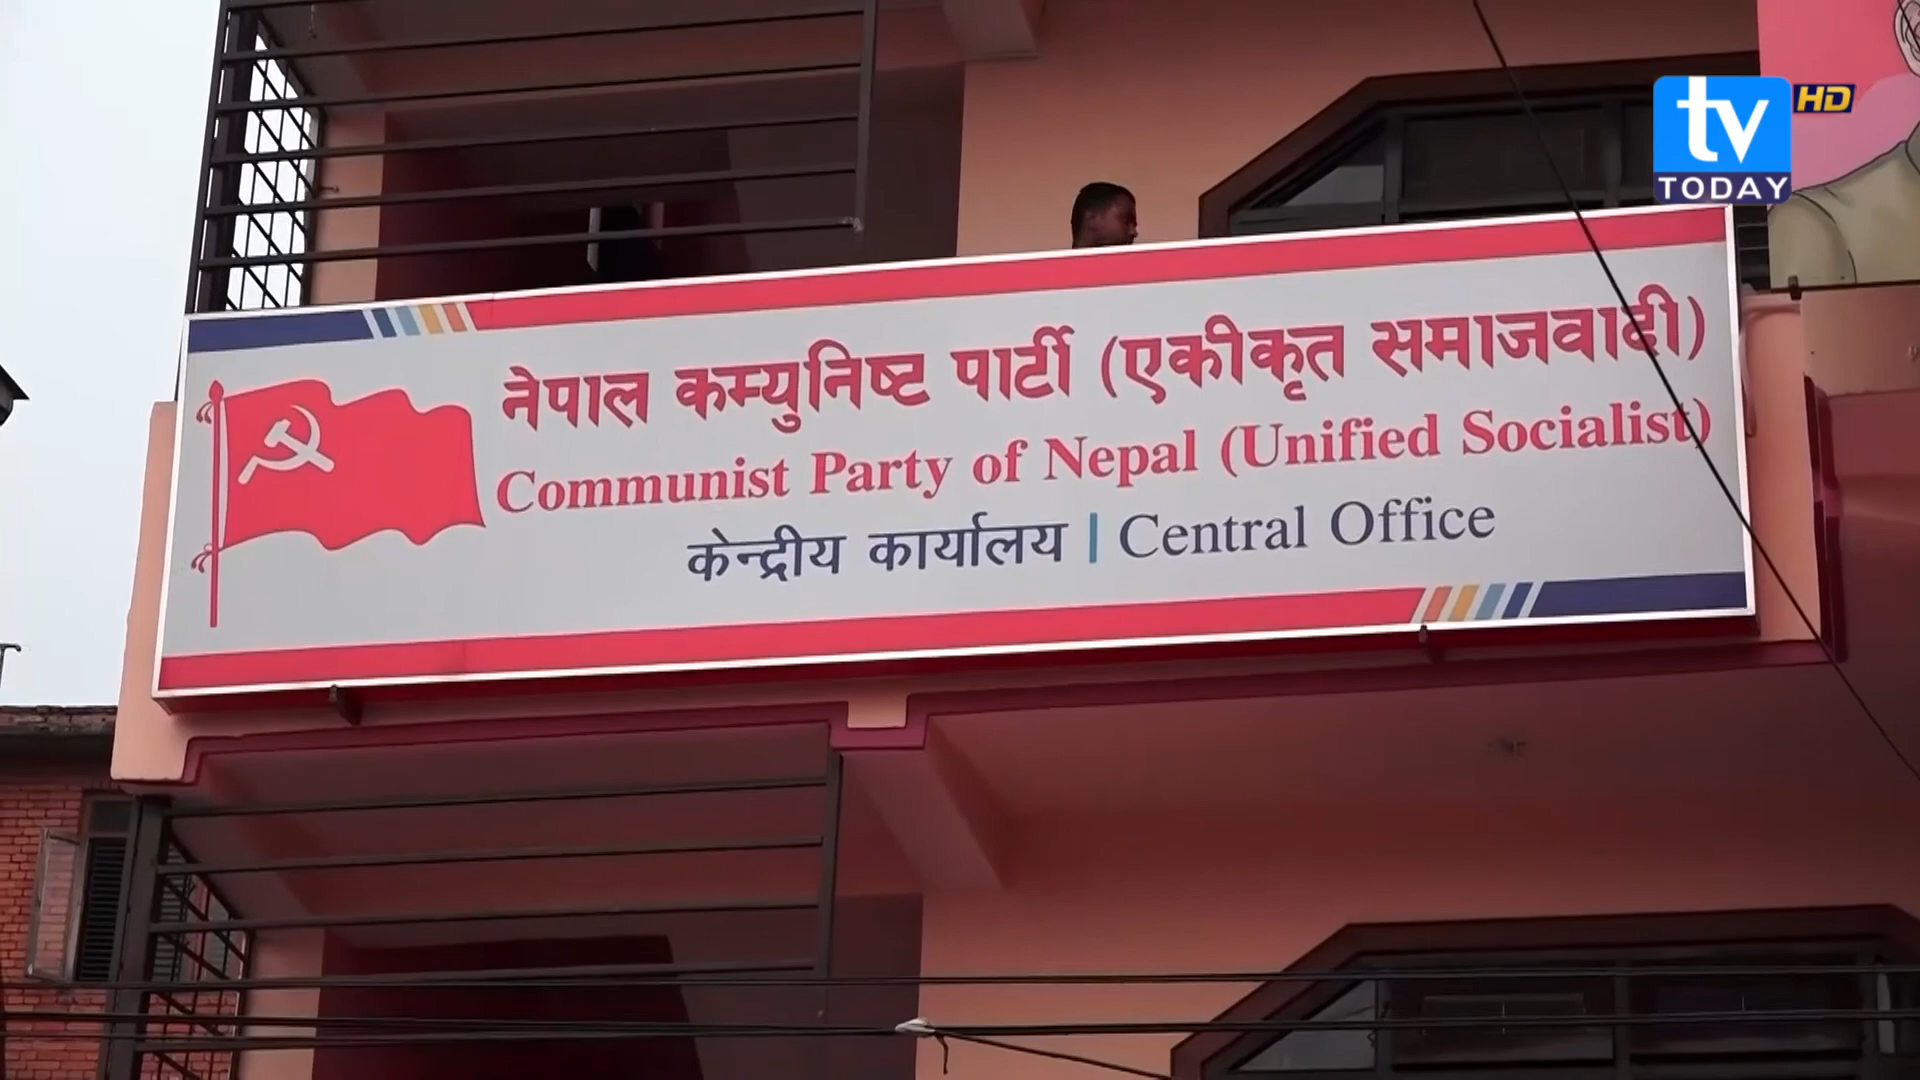 tv HD
TODAY
नेपाल कम्युनिष्ट पार्टी (एकीकृत समाजवादी)
Communist Party of Nepal (Unified Socialist)
केन्द्रीय कार्यालय | Central Office